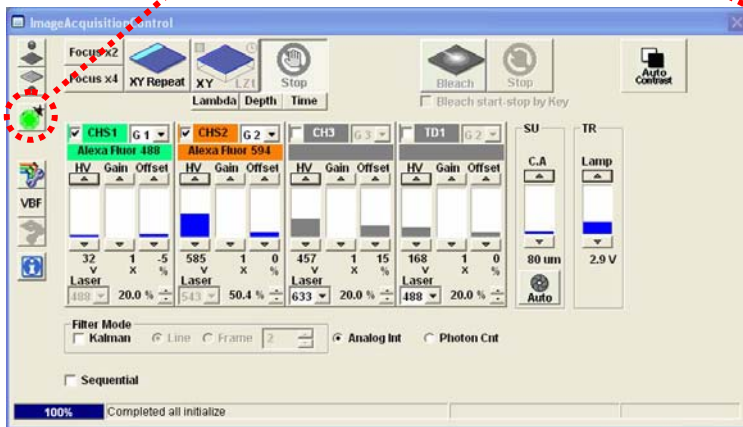 ImageAcquisitionControl
Focus x2
Focus x4
XY Repeat
XY
LZt
Stop
Lambda Depth Time
Bleach
Stop
Bleach start-stop by Key
Auto
Contrast
CHS1 G 1
Alexa Fluor 488
HV Gain Offset
32 1 -5
V X %
Laser
488 20.0 %
CHS2 G 2
Alexa Fluor 594
HV Gain Offset
585 1 0
V X %
Laser
543 50.4 %
CH3 G 3
HV Gain Offset
457 1 15
V X %
Laser
633 20.0 %
TD1 G 2
HV Gain Offset
168 1 0
V X %
Laser
488 20.0 %
SU
C.A
80 um
Auto
TR
Lamp
2.9 V
VBF
Filter Mode
Kalman Line Frame 2
Analog Int Photon Cnt
Sequential
100% Completed all initialize